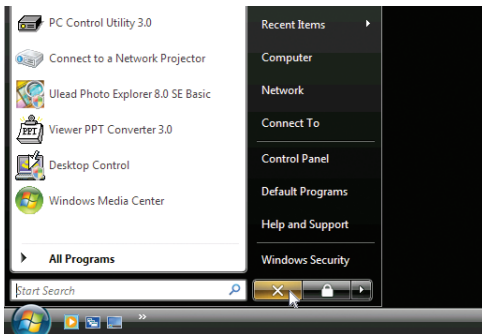 PC Control Utility 3.0
Connect to a Network Projector
Ulead Photo Explorer 8.0 SE Basic
PPT
Viewer PPT Converter 3.0
Desktop Control
Windows Media Center
All Programs
Start Search
Recent Items
Computer
Network
Connect To
Control Panel
Default Programs
Help and Support
Windows Security